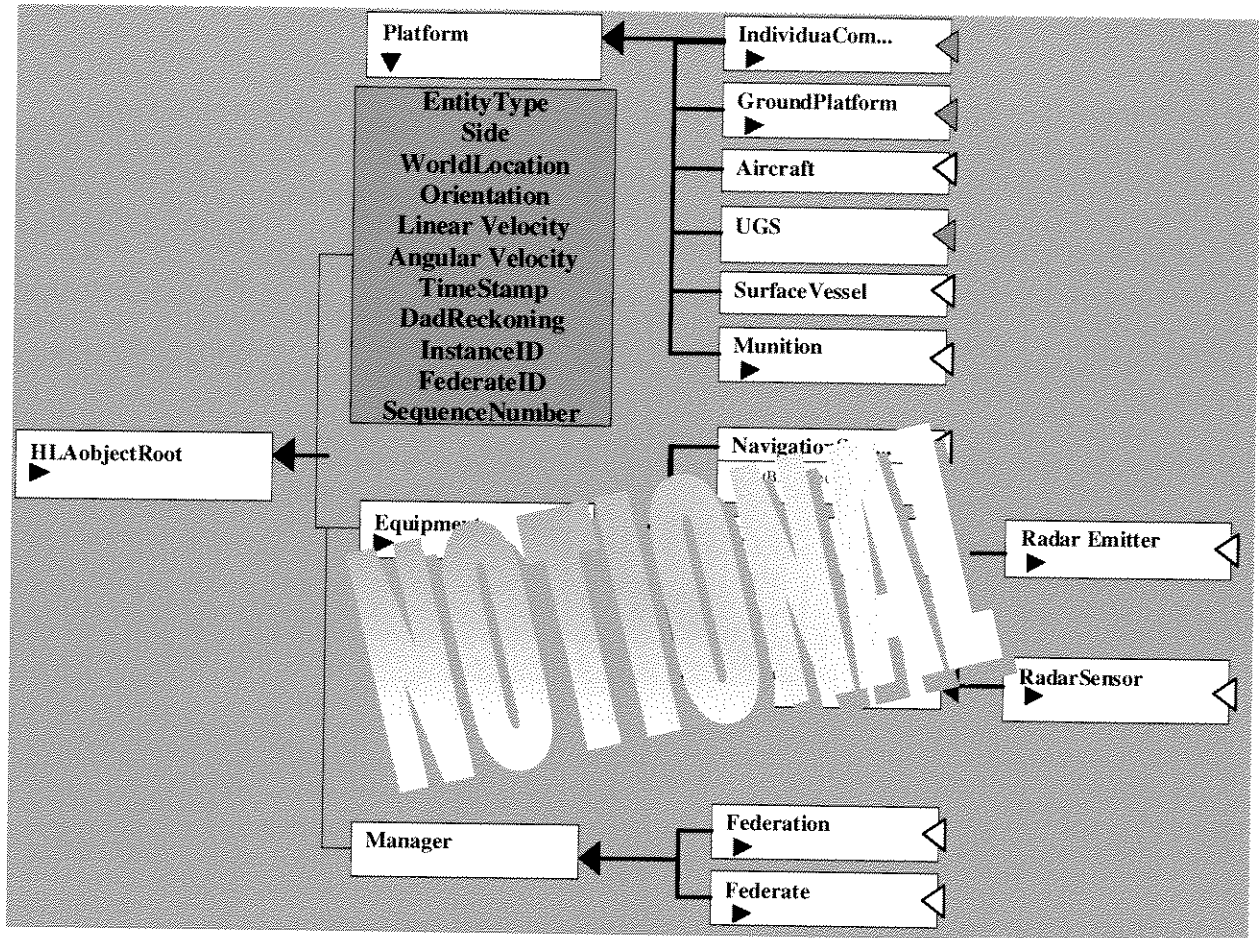 Platform
EntityType
Side
WorldLocation
Orientation
Linear Velocity
Angular Velocity
TimeStamp
DadReckoning
InstanceID
FederateID
SequenceNumber
IndividuaCom...
GroundPlatform
Aircraft
UGS
SurfaceVessel
Munition
HLAobjectRoot
Equipment
NOTIONAL
Radar Emitter
RadarSensor
Manager
Federation
Federate